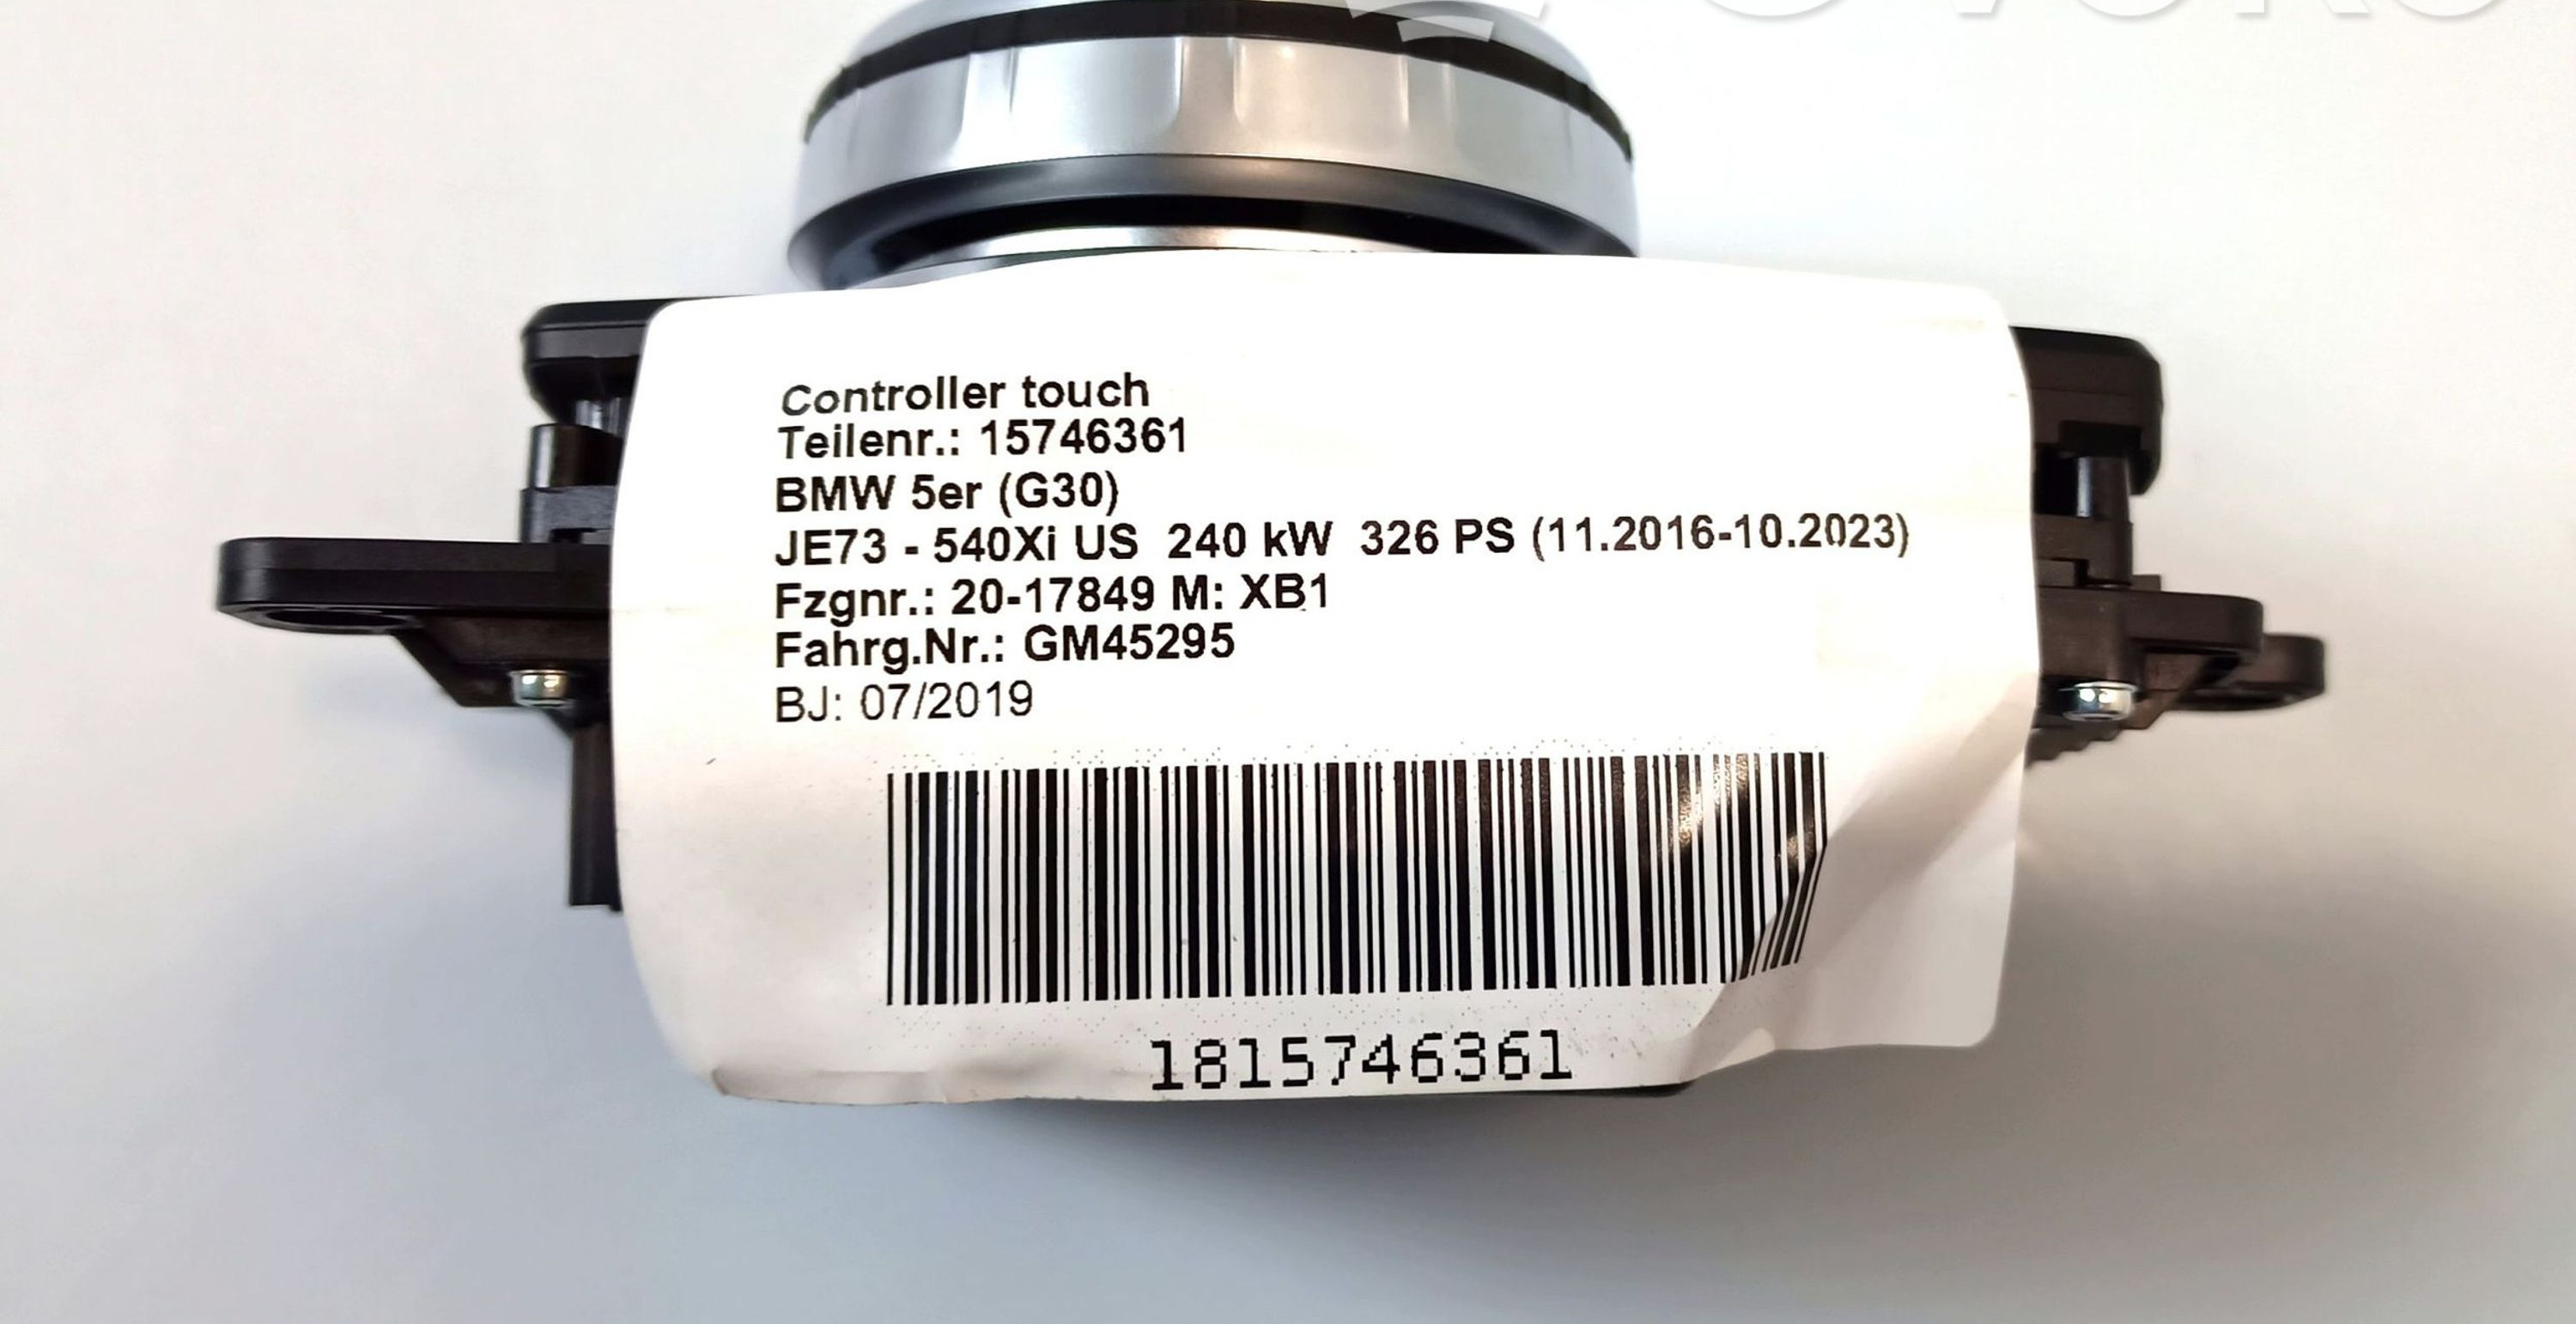 Controller touch
Teilenr.: 15746361
BMW 5er (G30)
JE73 - 540Xi US 240 kW 326 PS (11.2016-10.2023)
Fzgnr.: 20-17849 M: XB1
Fahrg.Nr.: GM45295
BJ: 07/2019
1815746361